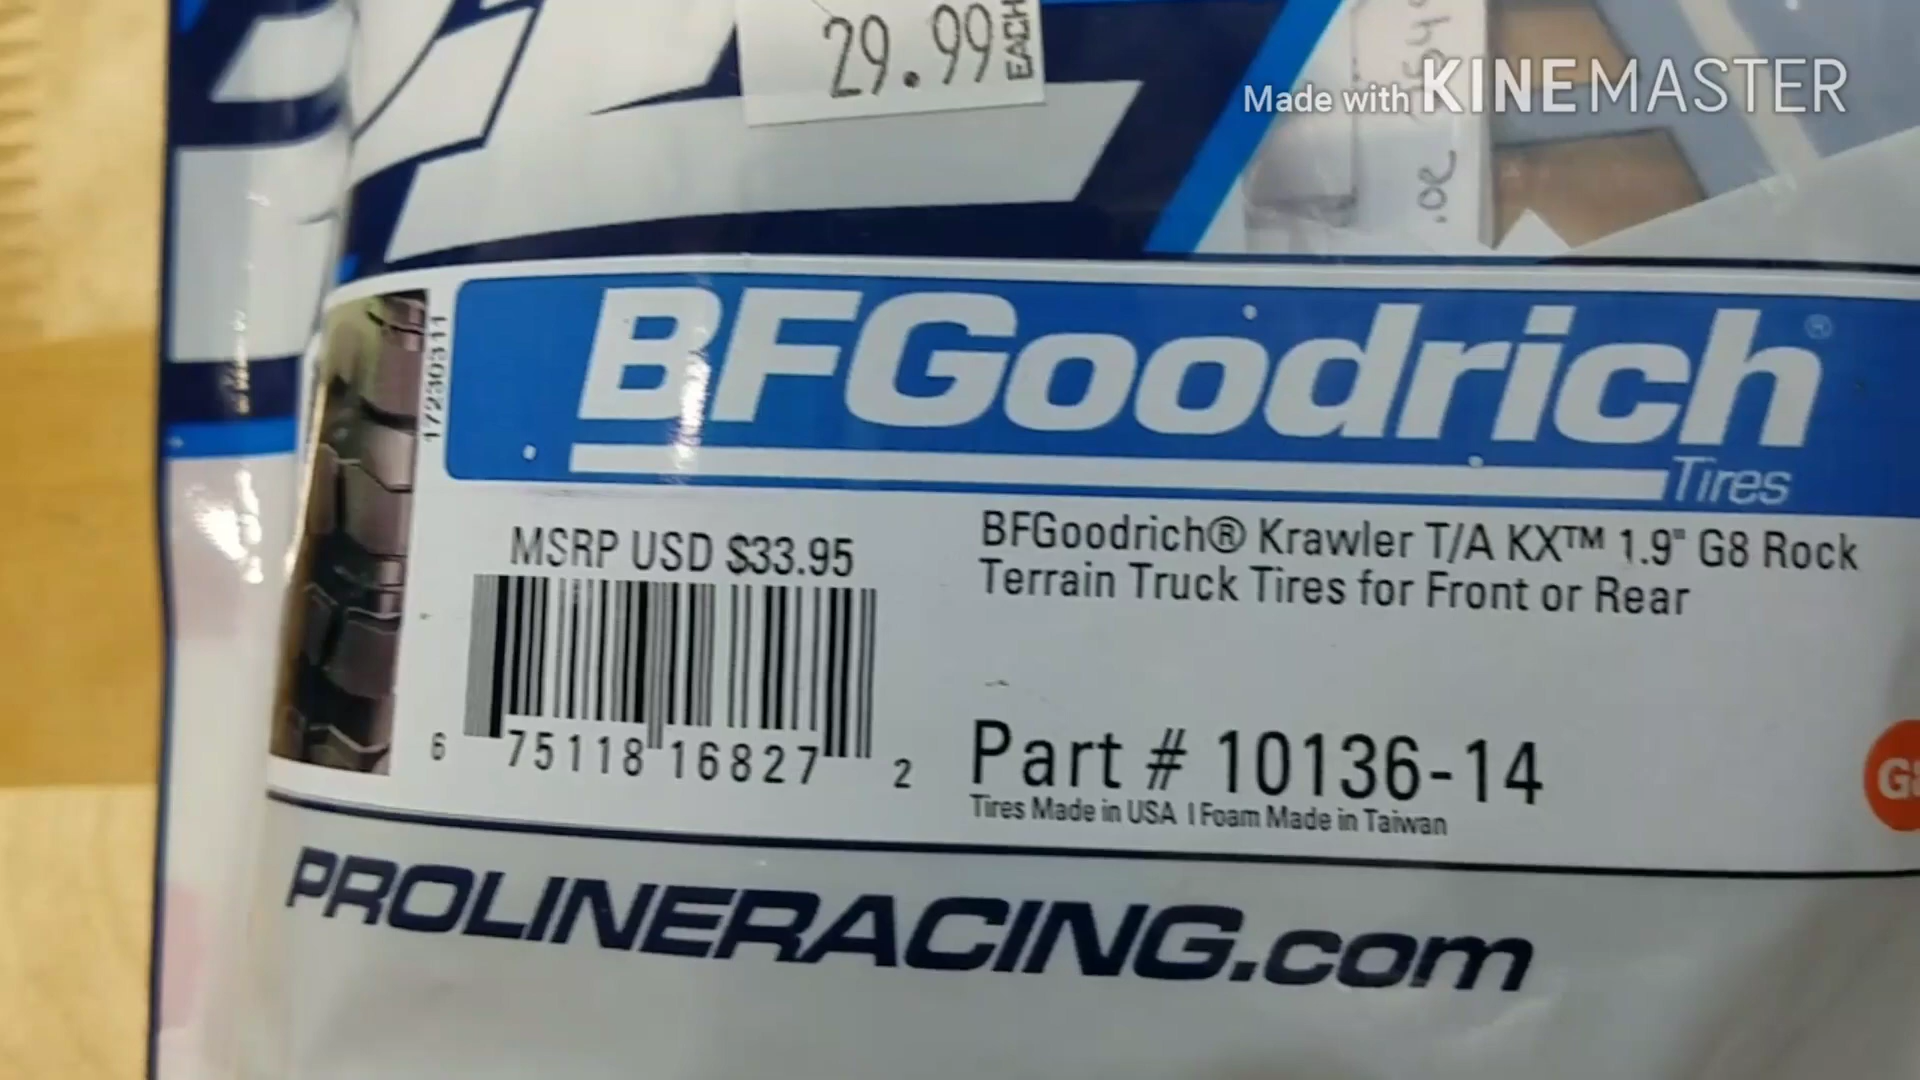 29.99 EACH
Made with KINEMASTER
BFGoodrich®
Tires
17230311
MSRP USD $33.95
BFGoodrich® Krawler T/A KX™ 1.9" G8 Rock
Terrain Truck Tires for Front or Rear
6 75118 16827 2
Part # 10136-14
Tires Made in USA | Foam Made in Taiwan
G8
PROLINERACING.com